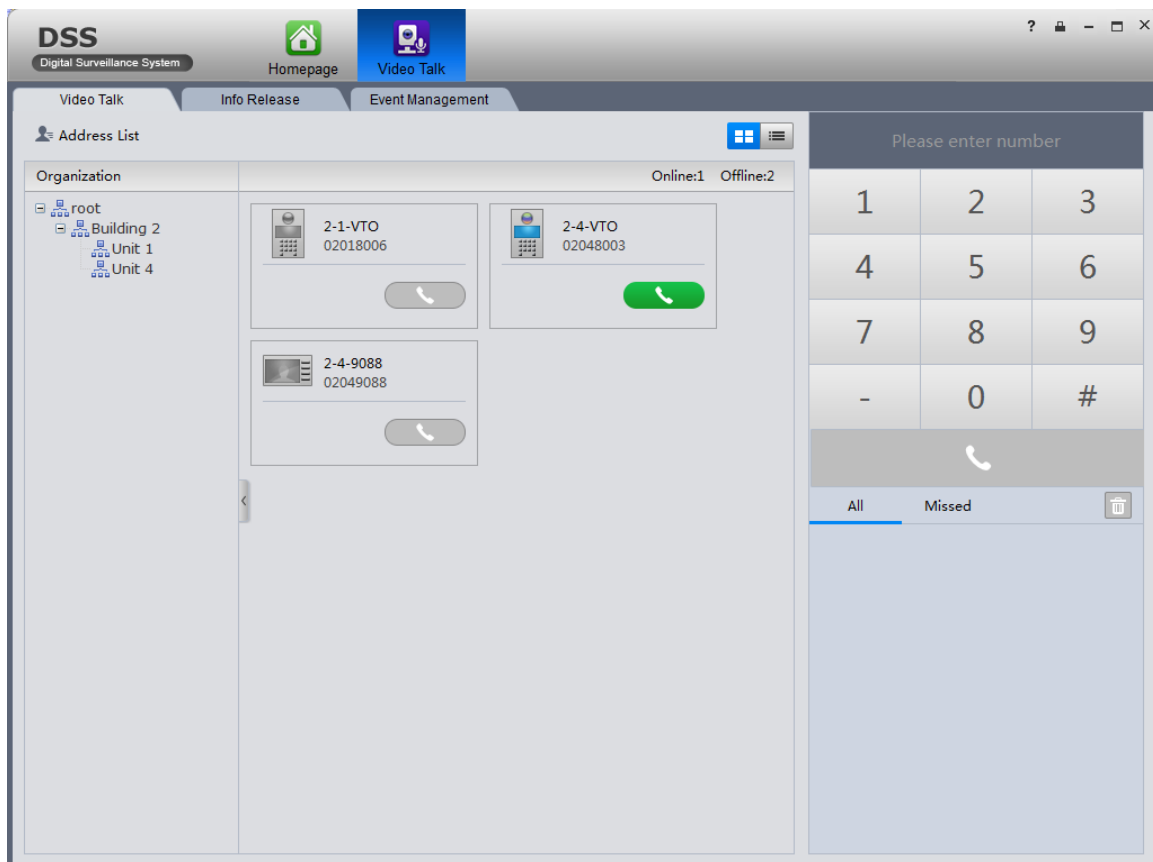 DSS
Digital Surveillance System
Homepage
Video Talk
?
Video Talk
Info Release
Event Management
Address List
Organization
Online:1 Offline:2
root
Building 2
Unit 1
Unit 4
2-1-VTO
02018006
2-4-VTO
02048003
2-4-9088
02049088
Please enter number
1 2 3
4 5 6
7 8 9
- 0 #
All Missed